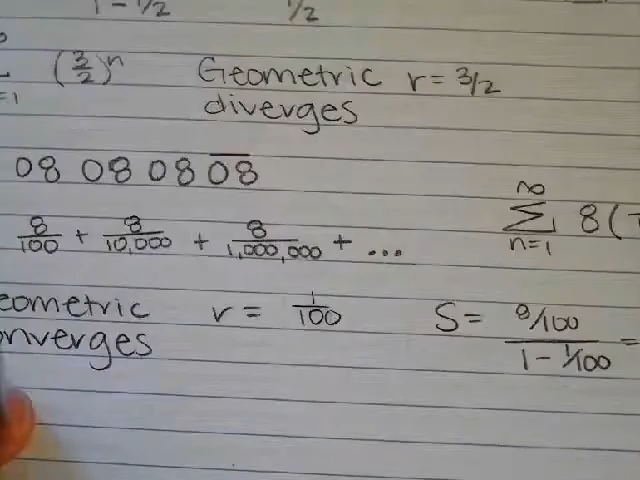 1 - 1/2 1/2
(3/2)^n Geometric r = 3/2
=1 diverges
08 08 08 0̅8̅
8/100 + 8/10,000 + 8/1,000,000 + ... ∞ Σ n=1 8(
eometric r = 1/100 S = 8/100 / 1 - 1/100 =
nverges